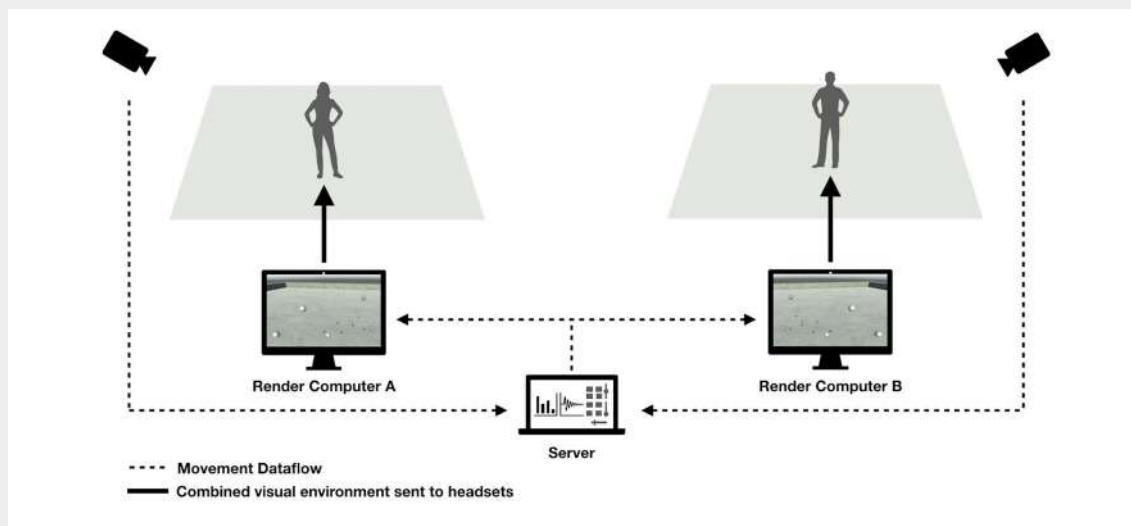 Render Computer A
Render Computer B
Server
Movement Dataflow
Combined visual environment sent to headsets